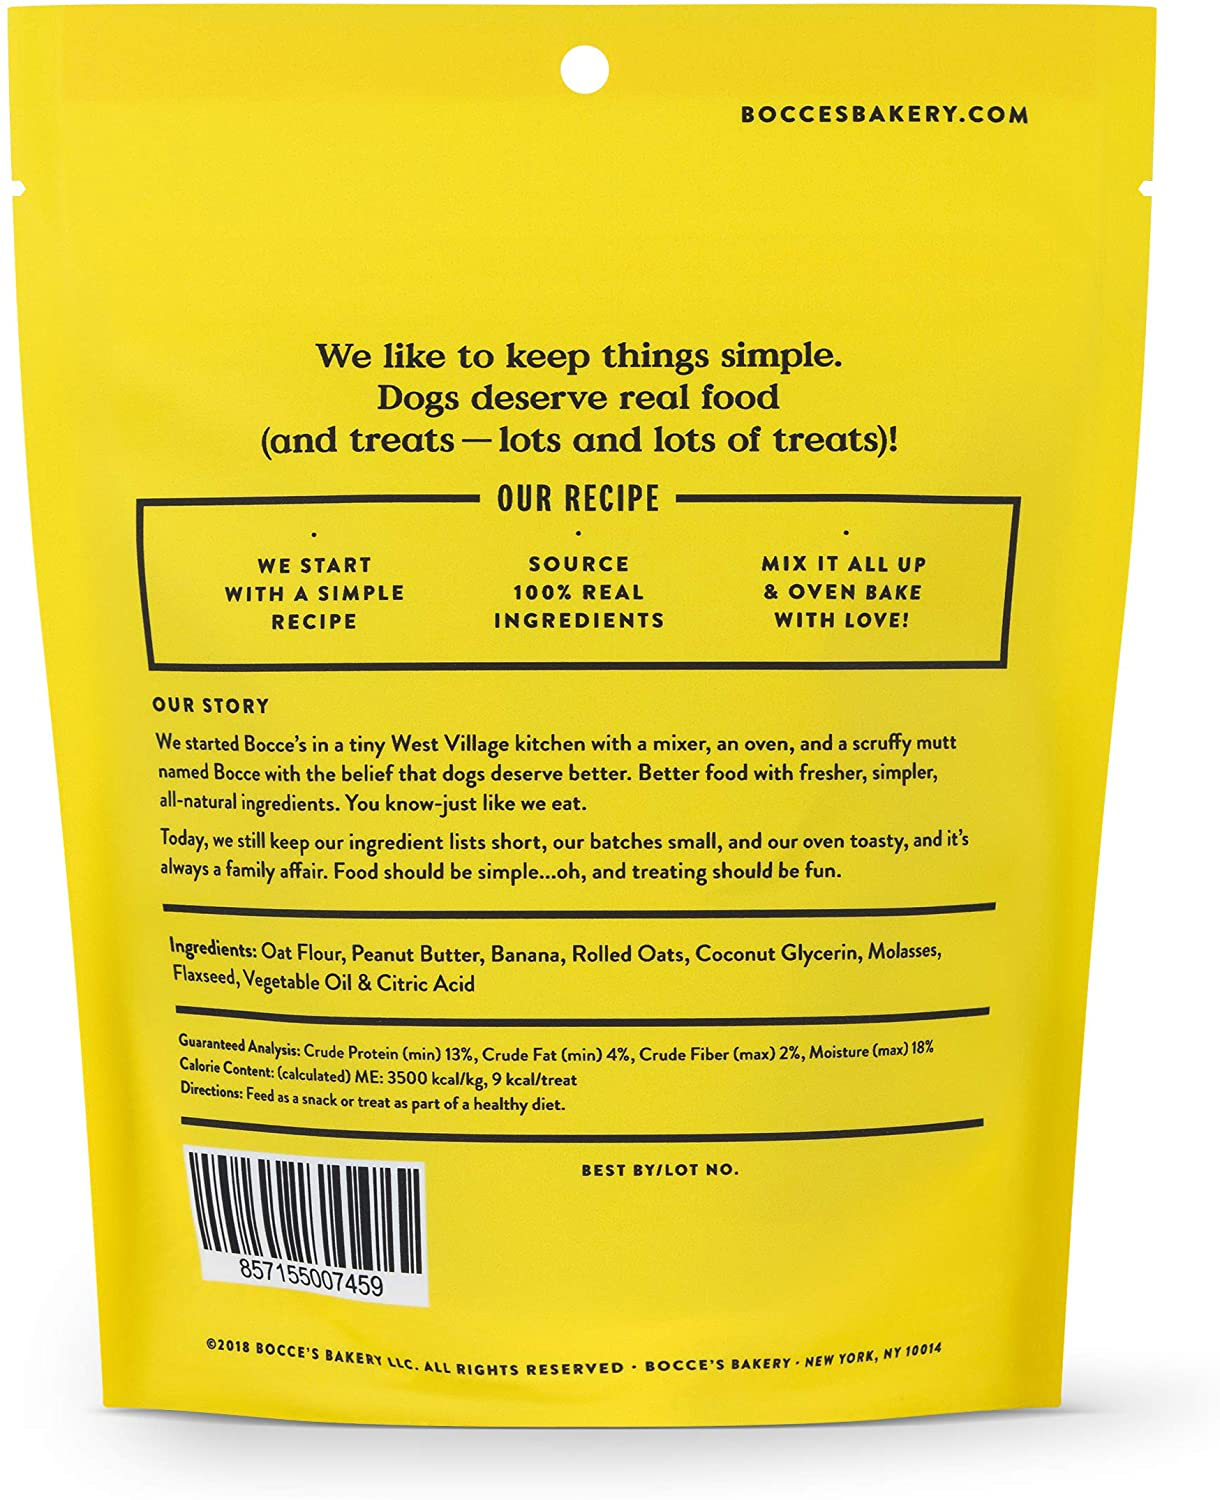 BOCCESBAKERY.COM
We like to keep things simple.
Dogs deserve real food
(and treats — lots and lots of treats)!
OUR RECIPE
WE START
WITH A SIMPLE
RECIPE
SOURCE
100% REAL
INGREDIENTS
MIX IT ALL UP
& OVEN BAKE
WITH LOVE!
OUR STORY
We started Bocce's in a tiny West Village kitchen with a mixer, an oven, and a scruffy mutt
named Bocce with the belief that dogs deserve better. Better food with fresher, simpler,
all-natural ingredients. You know-just like we eat.
Today, we still keep our ingredient lists short, our batches small, and our oven toasty, and it's
always a family affair. Food should be simple...oh, and treating should be fun.
Ingredients: Oat Flour, Peanut Butter, Banana, Rolled Oats, Coconut Glycerin, Molasses,
Flaxseed, Vegetable Oil & Citric Acid
Guaranteed Analysis: Crude Protein (min) 13%, Crude Fat (min) 4%, Crude Fiber (max) 2%, Moisture (max) 18%
Calorie Content: (calculated) ME: 3500 kcal/kg, 9 kcal/treat
Directions: Feed as a snack or treat as part of a healthy diet.
BEST BY/LOT NO.
857155007459
©2018 BOCCE'S BAKERY LLC. ALL RIGHTS RESERVED · BOCCE'S BAKERY · NEW YORK, NY 10014